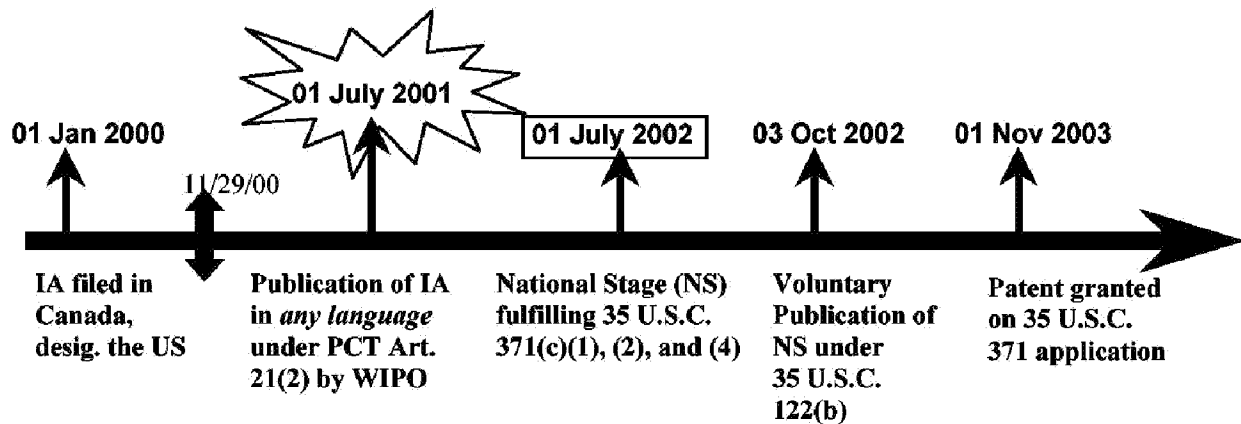 01 July 2001
01 Jan 2000
01 July 2002
03 Oct 2002
01 Nov 2003
11/29/00
IA filed in
Canada,
desig. the US
Publication of IA
in any language
under PCT Art.
21(2) by WIPO
National Stage (NS)
fulfilling 35 U.S.C.
371(c)(1), (2), and (4)
Voluntary
Publication of
NS under
35 U.S.C.
122(b)
Patent granted
on 35 U.S.C.
371 application